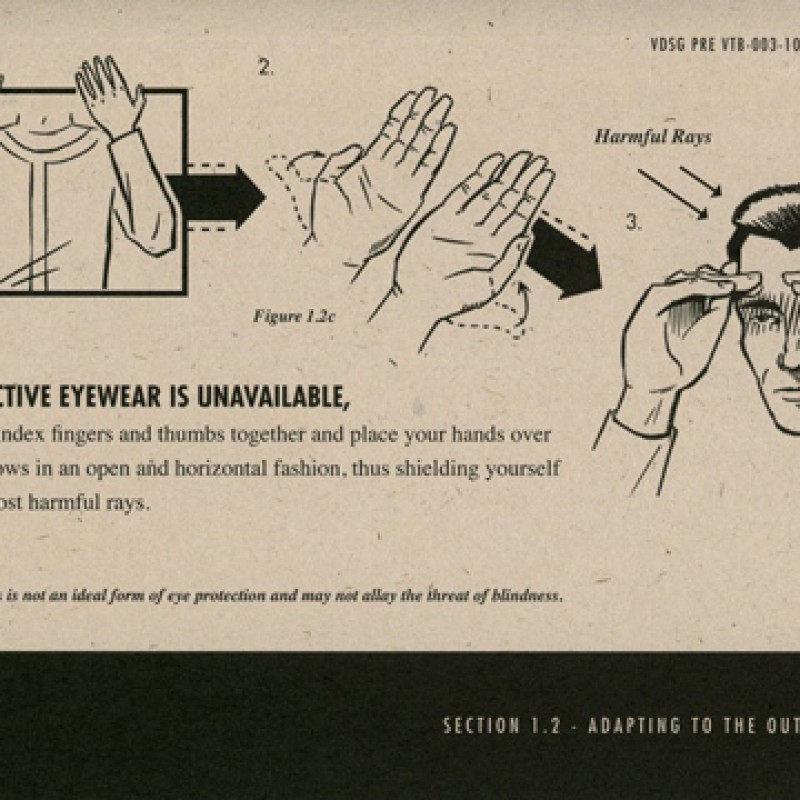 VDSG PRE VTB-003-10
2.
Harmful Rays
3.
Figure 1.2c
CTIVE EYEWEAR IS UNAVAILABLE,
ndex fingers and thumbs together and place your hands over
ows in an open and horizontal fashion, thus shielding yourself
ost harmful rays.
s is not an ideal form of eye protection and may not allay the threat of blindness.
SECTION 1.2 - ADAPTING TO THE OUT